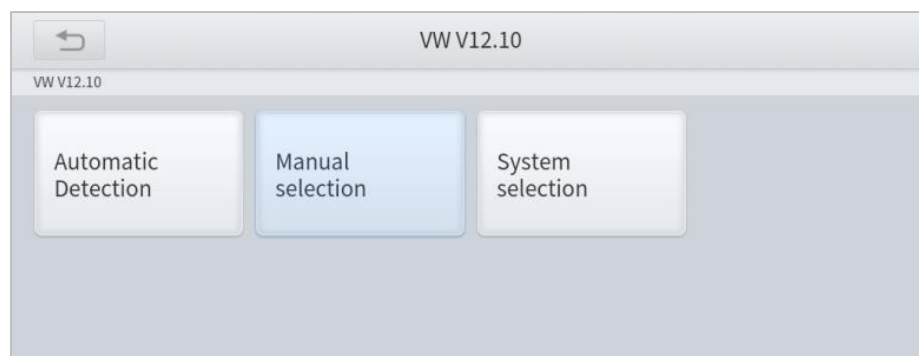 VW V12.10
VW V12.10
Automatic
Detection
Manual
selection
System
selection